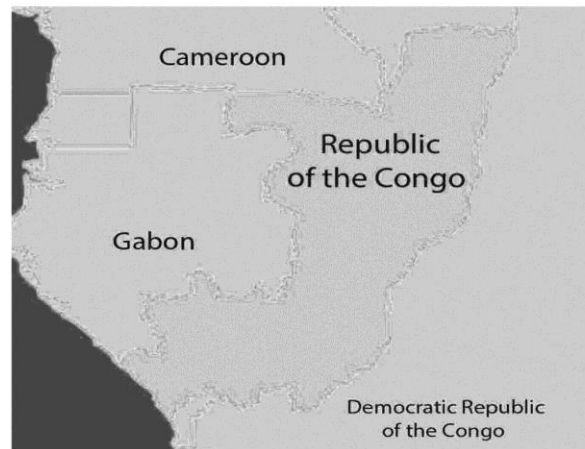 Cameroon
Republic
of the Congo
Gabon
Democratic Republic
of the Congo